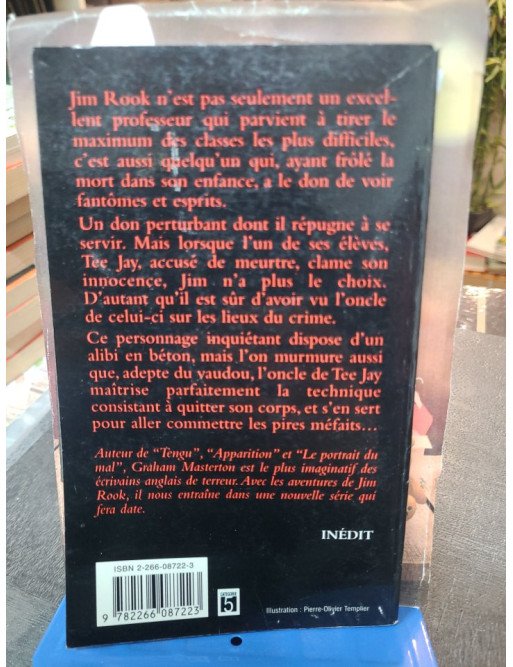 Jim Rook n'est pas seulement un excel-
lent professeur qui parvient à tirer le
maximum des classes les plus difficiles,
c'est aussi quelqu'un qui, ayant frôlé la
mort dans son enfance, a le don de voir
fantômes et esprits.
Un don perturbant dont il répugne à se
servir. Mais lorsque l'un de ses élèves,
Tee Jay, accusé de meurtre, clame son
innocence, Jim n'a plus le choix.
D'autant qu'il est sûr d'avoir vu l'oncle
de celui-ci sur les lieux du crime.
Ce personnage inquiétant dispose d'un
alibi en béton, mais l'on murmure aussi
que, adepte du vaudou, l'oncle de Tee Jay
maîtrise parfaitement la technique
consistant à quitter son corps, et s'en sert
pour aller commettre les pires méfaits...
Auteur de "Tengu", "Apparition" et "Le portrait du
mal", Graham Masterton est le plus imaginatif des
écrivains anglais de terreur. Avec les aventures de Jim
Rook, il nous entraîne dans une nouvelle série qui
fera date.
INÉDIT
ISBN 2-266-08722-3
9 782266 087223
CATÉGORIE
5
Illustration : Pierre-Olivier Templier